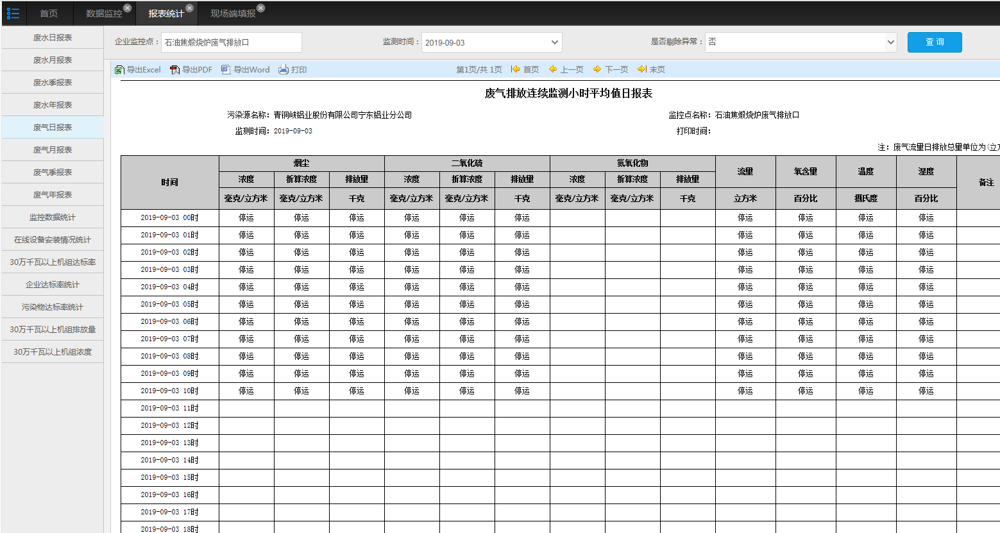 首页 数据监控 报表统计 现场端填报
废水日报表
废水月报表
废水季报表
废水年报表
废气日报表
废气月报表
废气季报表
废气年报表
监控数据统计
在线设备安装情况统计
30万千瓦以上机组达标率
企业达标率统计
污染物达标率统计
30万千瓦以上机组排放量
30万千瓦以上机组浓度
企业监控点： 石油焦煅烧炉废气排放口 监测时间： 2019-09-03 是否剔除异常： 否 查 询
导出Excel 导出PDF 导出Word 打印 第1页/共 1页 首页 上一页 下一页 末页
废气排放连续监测小时平均值日报表
污染源名称： 青铜峡铝业股份有限公司宁东铝业分公司 监控点名称： 石油焦煅烧炉废气排放口
监测时间： 2019-09-03 打印时间：
注：废气流量日排放总量单位为(立方
时间 烟尘 二氧化硫 氮氧化物 流量 氧含量 温度 湿度 备注
浓度 折算浓度 排放量 浓度 折算浓度 排放量 浓度 折算浓度 排放量
毫克/立方米 毫克/立方米 千克 毫克/立方米 毫克/立方米 千克 毫克/立方米 毫克/立方米 千克 立方米 百分比 摄氏度 百分比
2019-09-03 00时 停运 停运 停运 停运 停运 停运 停运 停运 停运 停运
2019-09-03 01时 停运 停运 停运 停运 停运 停运 停运 停运 停运 停运
2019-09-03 02时 停运 停运 停运 停运 停运 停运 停运 停运 停运 停运
2019-09-03 03时 停运 停运 停运 停运 停运 停运 停运 停运 停运 停运
2019-09-03 04时 停运 停运 停运 停运 停运 停运 停运 停运 停运 停运
2019-09-03 05时 停运 停运 停运 停运 停运 停运 停运 停运 停运 停运
2019-09-03 06时 停运 停运 停运 停运 停运 停运 停运 停运 停运 停运
2019-09-03 07时 停运 停运 停运 停运 停运 停运 停运 停运 停运 停运
2019-09-03 08时 停运 停运 停运 停运 停运 停运 停运 停运 停运 停运
2019-09-03 09时 停运 停运 停运 停运 停运 停运 停运 停运 停运 停运
2019-09-03 10时 停运 停运 停运 停运 停运 停运 停运 停运 停运 停运
2019-09-03 11时
2019-09-03 12时
2019-09-03 13时
2019-09-03 14时
2019-09-03 15时
2019-09-03 16时
2019-09-03 17时
2019-09-03 18时